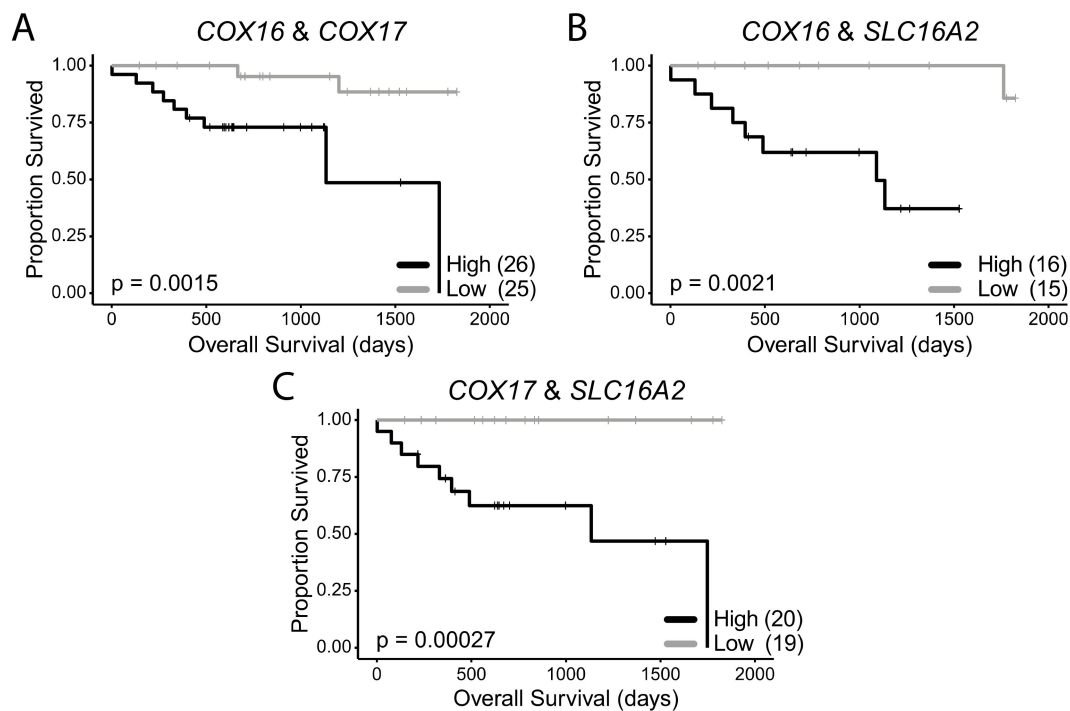 A
COX16 & COX17
Proportion Survived
1.00
0.75
0.50
0.25
0.00
p = 0.0015
High (26)
Low (25)
0 500 1000 1500 2000
Overall Survival (days)
B
COX16 & SLC16A2
Proportion Survived
1.00
0.75
0.50
0.25
0.00
p = 0.0021
High (16)
Low (15)
0 500 1000 1500 2000
Overall Survival (days)
C
COX17 & SLC16A2
Proportion Survived
1.00
0.75
0.50
0.25
0.00
p = 0.00027
High (20)
Low (19)
0 500 1000 1500 2000
Overall Survival (days)